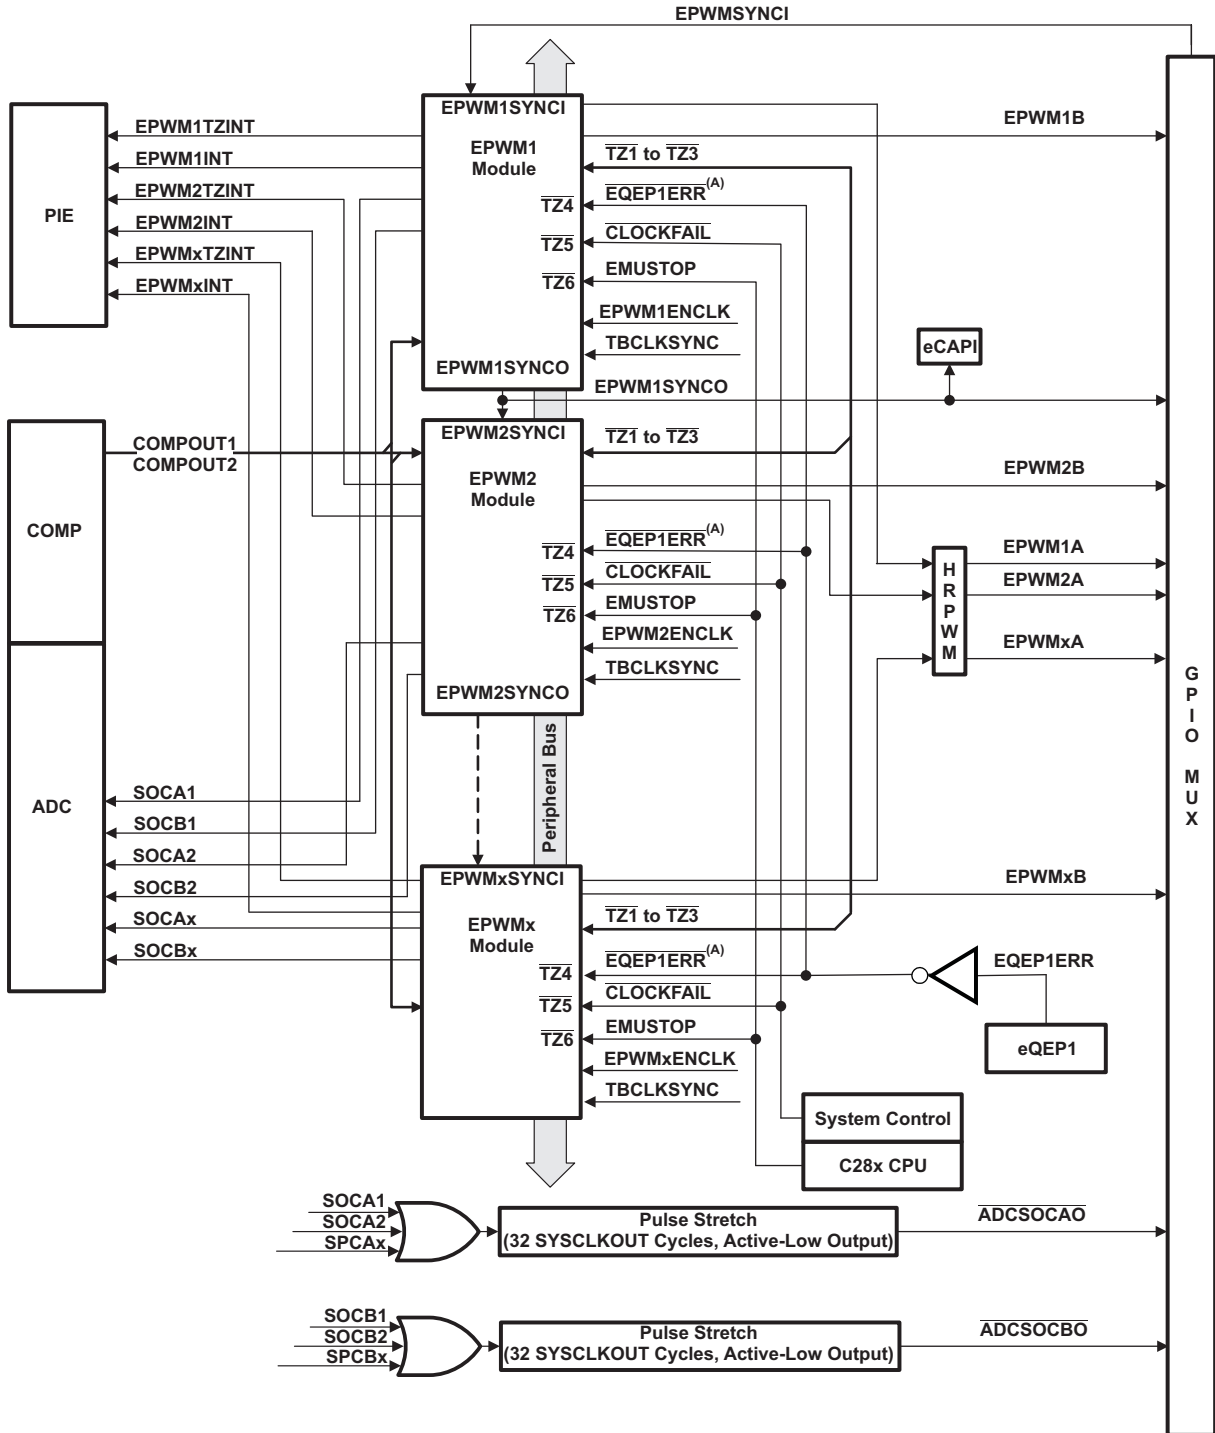 EPWMSYNCI
EPWM1SYNCI
EPWM1
Module
EPWM1TZINT
EPWM1INT
EPWM2TZINT
EPWM2INT
EPWMxTZINT
EPWMxINT
PIE
EPWM1B
TZ1 to TZ3
TZ4
EQEP1ERR(A)
TZ5
CLOCKFAIL
TZ6
EMUSTOP
EPWM1ENCLK
TBCLKSYNC
EPWM1SYNCO
eCAPI
EPWM1SYNCO
COMPOUT1
COMPOUT2
COMP
EPWM2SYNCI
EPWM2
Module
TZ1 to TZ3
EPWM2B
TZ4
EQEP1ERR(A)
TZ5
CLOCKFAIL
TZ6
EMUSTOP
EPWM2ENCLK
TBCLKSYNC
EPWM2SYNCO
HRPWM
EPWM1A
EPWM2A
EPWMxA
GPIO MUX
Peripheral Bus
ADC
SOCA1
SOCB1
SOCA2
SOCB2
SOCAx
SOCBx
EPWMxSYNCI
EPWMx
Module
EPWMxB
TZ1 to TZ3
TZ4
EQEP1ERR(A)
EQEP1ERR
TZ5
CLOCKFAIL
TZ6
EMUSTOP
eQEP1
EPWMxENCLK
TBCLKSYNC
System Control
C28x CPU
SOCA1
SOCA2
SPCAx
Pulse Stretch
(32 SYSCLKOUT Cycles, Active-Low Output)
ADCSOCAO
SOCB1
SOCB2
SPCBx
Pulse Stretch
(32 SYSCLKOUT Cycles, Active-Low Output)
ADCSOCBO